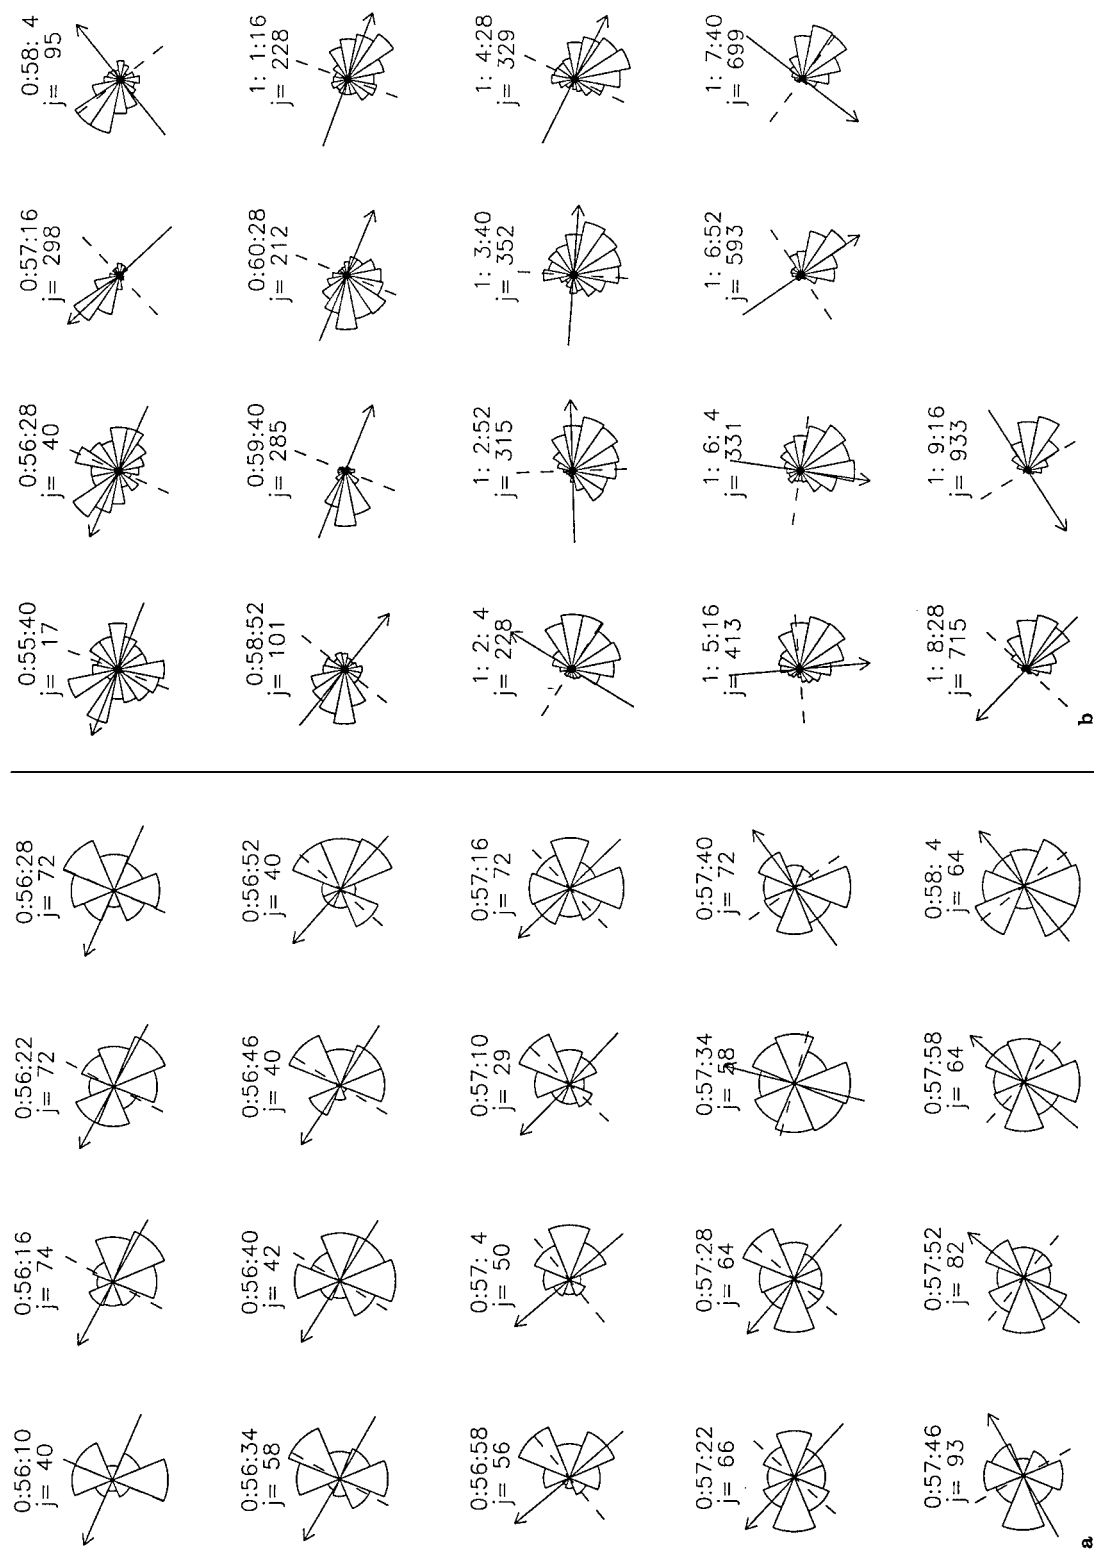 0:56:10
j= 40
0:56:16
j= 74
0:56:22
j= 72
0:56:28
j= 72
0:56:34
j= 58
0:56:40
j= 42
0:56:46
j= 40
0:56:52
j= 40
0:56:58
j= 56
0:57: 4
j= 50
0:57:10
j= 29
0:57:16
j= 72
0:57:22
j= 66
0:57:28
j= 64
0:57:34
j= 58
0:57:40
j= 72
0:57:46
j= 93
0:57:52
j= 82
0:57:58
j= 64
0:58: 4
j= 64
a
0:55:40
j= 17
0:56:28
j= 40
0:57:16
j= 298
0:58: 4
j= 95
0:58:52
j= 101
0:59:40
j= 285
0:60:28
j= 212
1: 1:16
j= 228
1: 2: 4
j= 228
1: 2:52
j= 315
1: 3:40
j= 352
1: 4:28
j= 329
1: 5:16
j= 413
1: 6: 4
j= 331
1: 6:52
j= 593
1: 7:40
j= 699
1: 8:28
j= 715
1: 9:16
j= 933
b